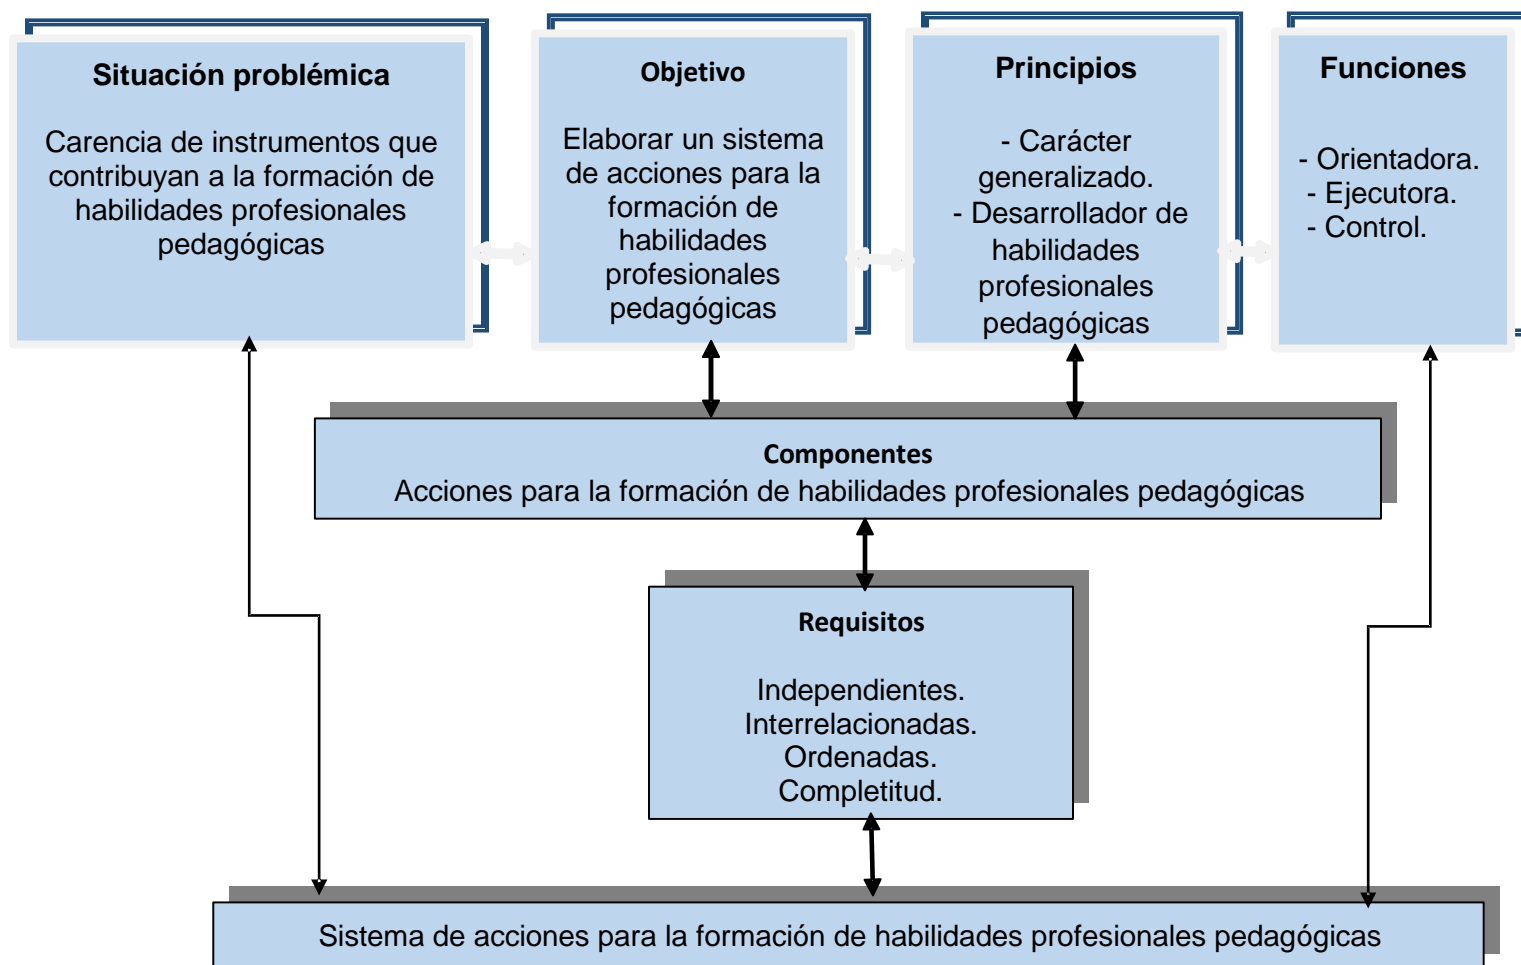 Situación problémica
Carencia de instrumentos que
contribuyan a la formación de
habilidades profesionales
pedagógicas
Objetivo
Elaborar un sistema
de acciones para la
formación de
habilidades
profesionales
pedagógicas
Principios
- Carácter
generalizado.
- Desarrollador de
habilidades
profesionales
pedagógicas
Funciones
- Orientadora.
- Ejecutora.
- Control.
Componentes
Acciones para la formación de habilidades profesionales pedagógicas
Requisitos
Independientes.
Interrelacionadas.
Ordenadas.
Completitud.
Sistema de acciones para la formación de habilidades profesionales pedagógicas